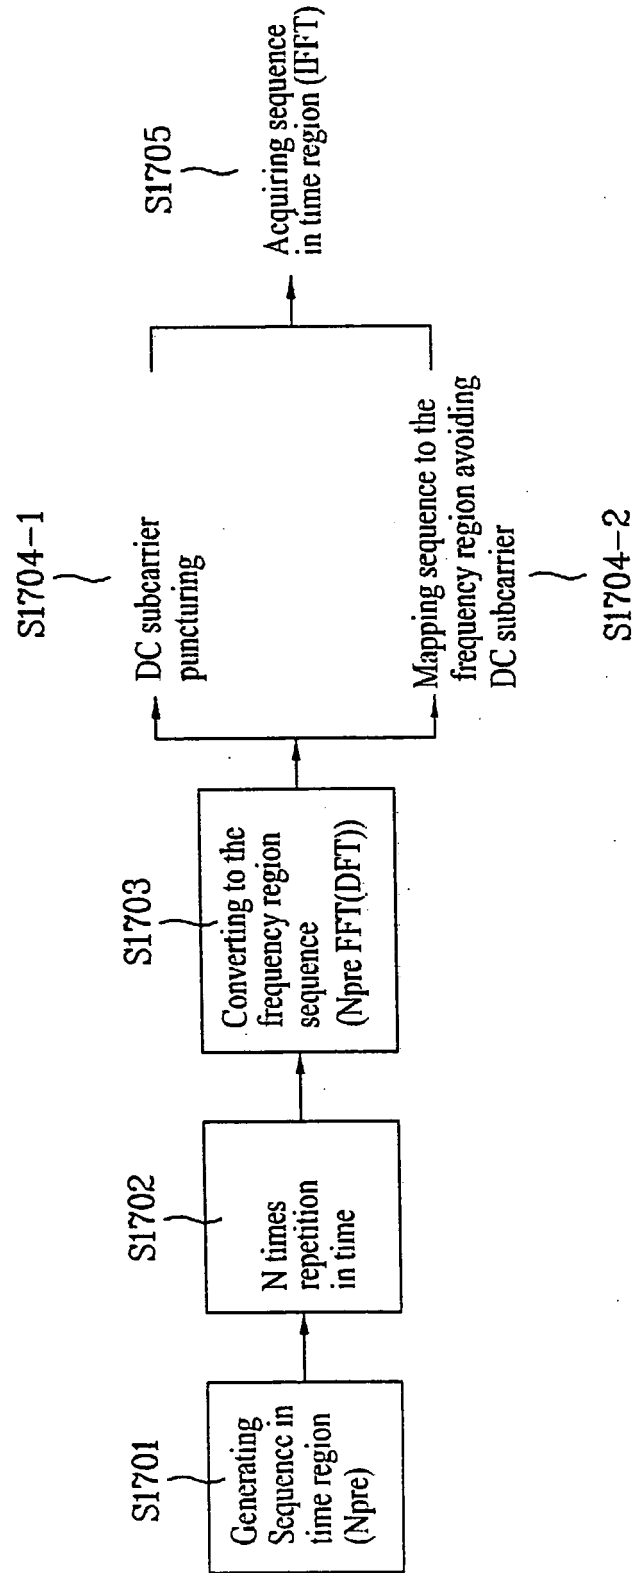 S1701
Generating
Sequence in
time region
(Npre)
S1702
N times
repetition
in time
S1703
Converting to the
frequency region
sequence
(Npre FFT(DFT))
S1704-1
DC subcarrier
puncturing
Mapping sequence to the
frequency region avoiding
DC subcarrier
S1704-2
S1705
Acquiring sequence
in time region (IFFT)